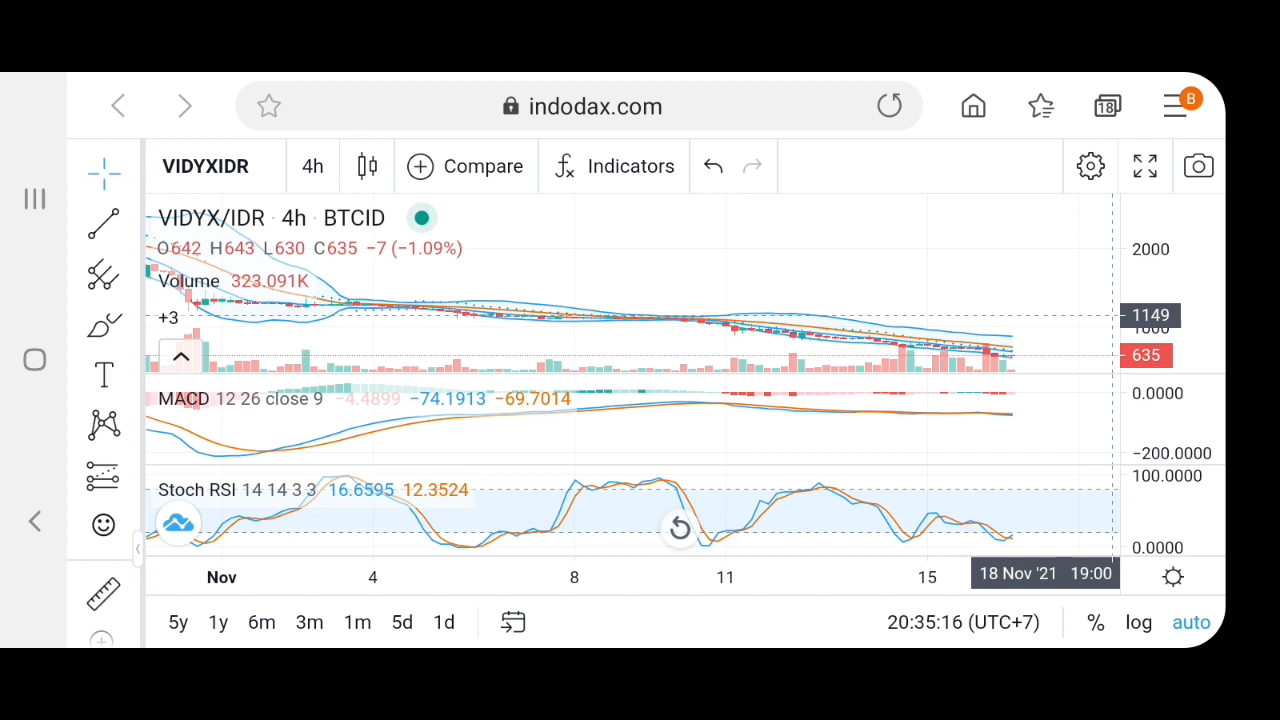 indodax.com
18
B
VIDYXIDR 4h Compare Indicators
VIDYX/IDR · 4h · BTCID
O642 H643 L630 C635 −7 (−1.09%)
Volume 323.091K
+3
2000
1149
1000
635
MACD 12 26 close 9 −4.4899 −74.1913 −69.7014
0.0000
−200.0000
Stoch RSI 14 14 3 3 16.6595 12.3524
100.0000
0.0000
Nov 4 8 11 15 18 Nov '21 19:00
5y 1y 6m 3m 1m 5d 1d 20:35:16 (UTC+7) % log auto
T